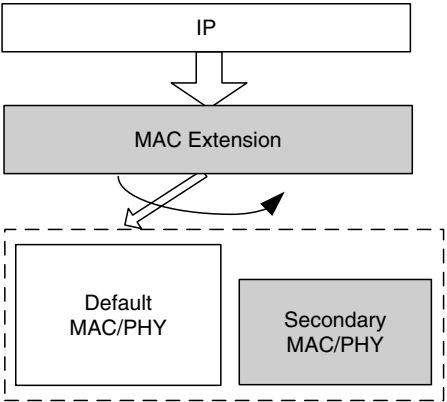 IP
MAC Extension
Default
MAC/PHY
Secondary
MAC/PHY